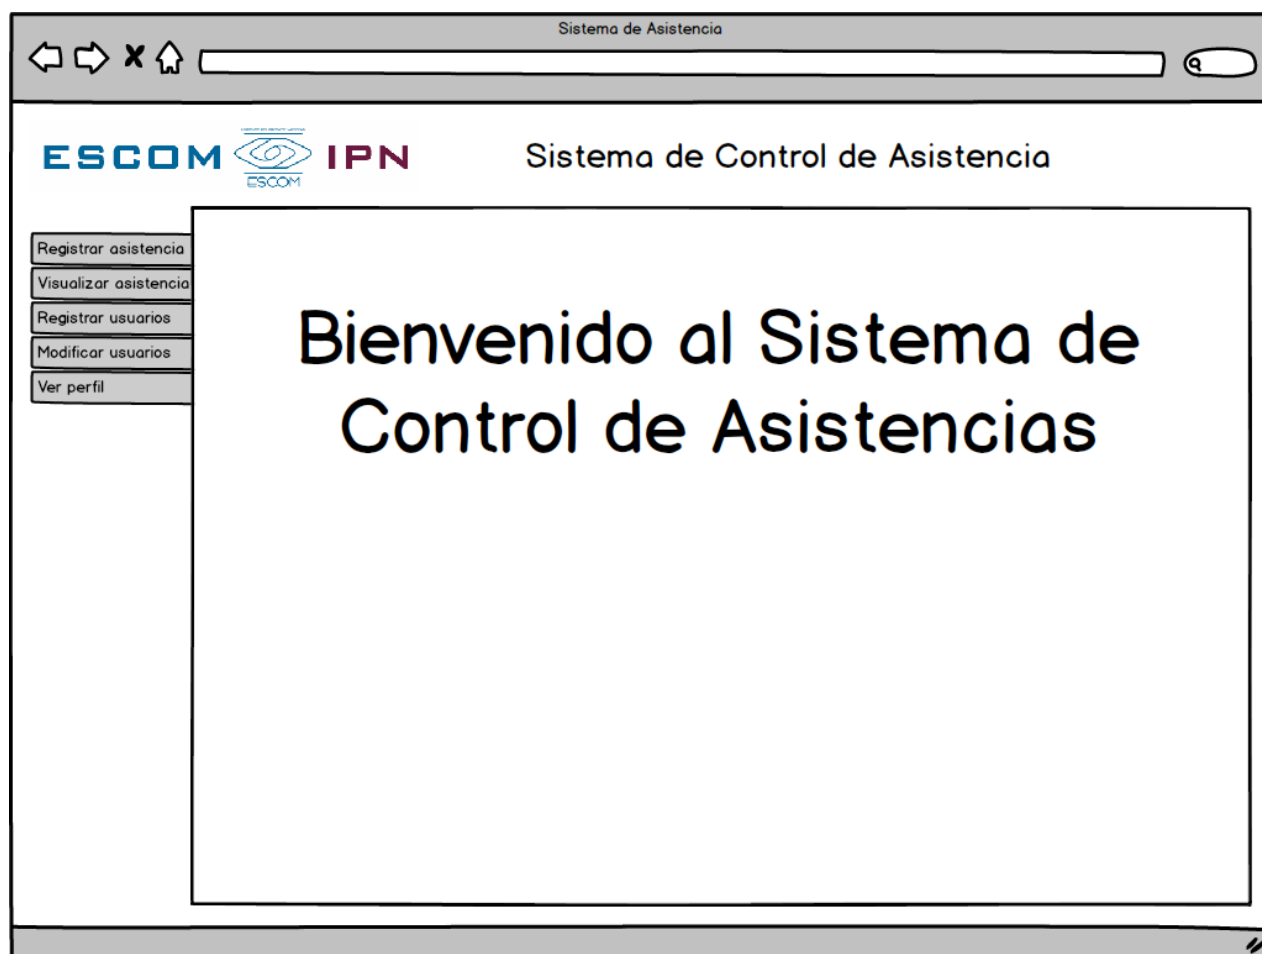 Sistema de Asistencia
ESCOM IPN
ESCOM
Sistema de Control de Asistencia
Registrar asistencia
Visualizar asistencia
Registrar usuarios
Modificar usuarios
Ver perfil
Bienvenido al Sistema de
Control de Asistencias